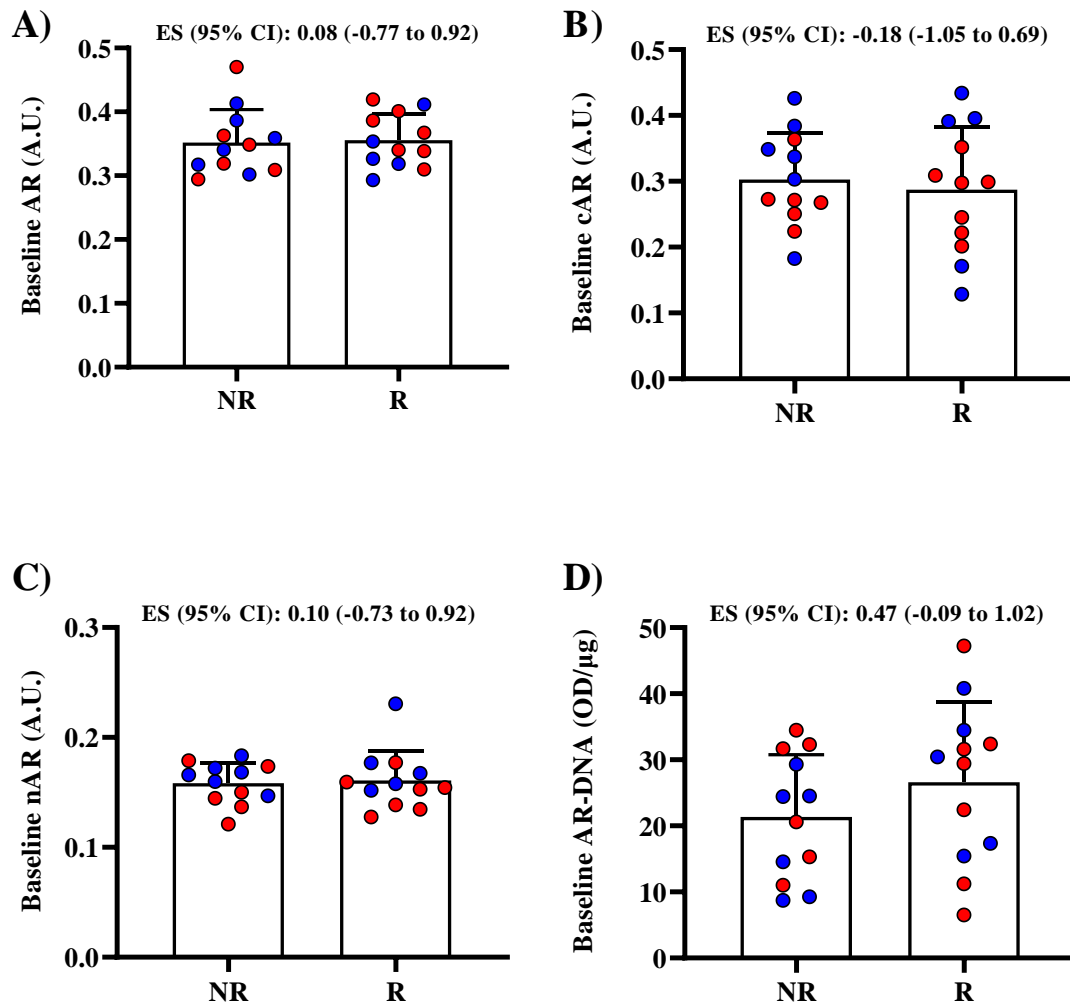 A)
ES (95% CI): 0.08 (-0.77 to 0.92)
Baseline AR (A.U.)
0.5
0.4
0.3
0.2
0.1
0.0
NR R
B)
ES (95% CI): -0.18 (-1.05 to 0.69)
Baseline cAR (A.U.)
0.5
0.4
0.3
0.2
0.1
0.0
NR R
C)
ES (95% CI): 0.10 (-0.73 to 0.92)
Baseline nAR (A.U.)
0.3
0.2
0.1
0.0
NR R
D)
ES (95% CI): 0.47 (-0.09 to 1.02)
Baseline AR-DNA (OD/µg)
50
40
30
20
10
0
NR R